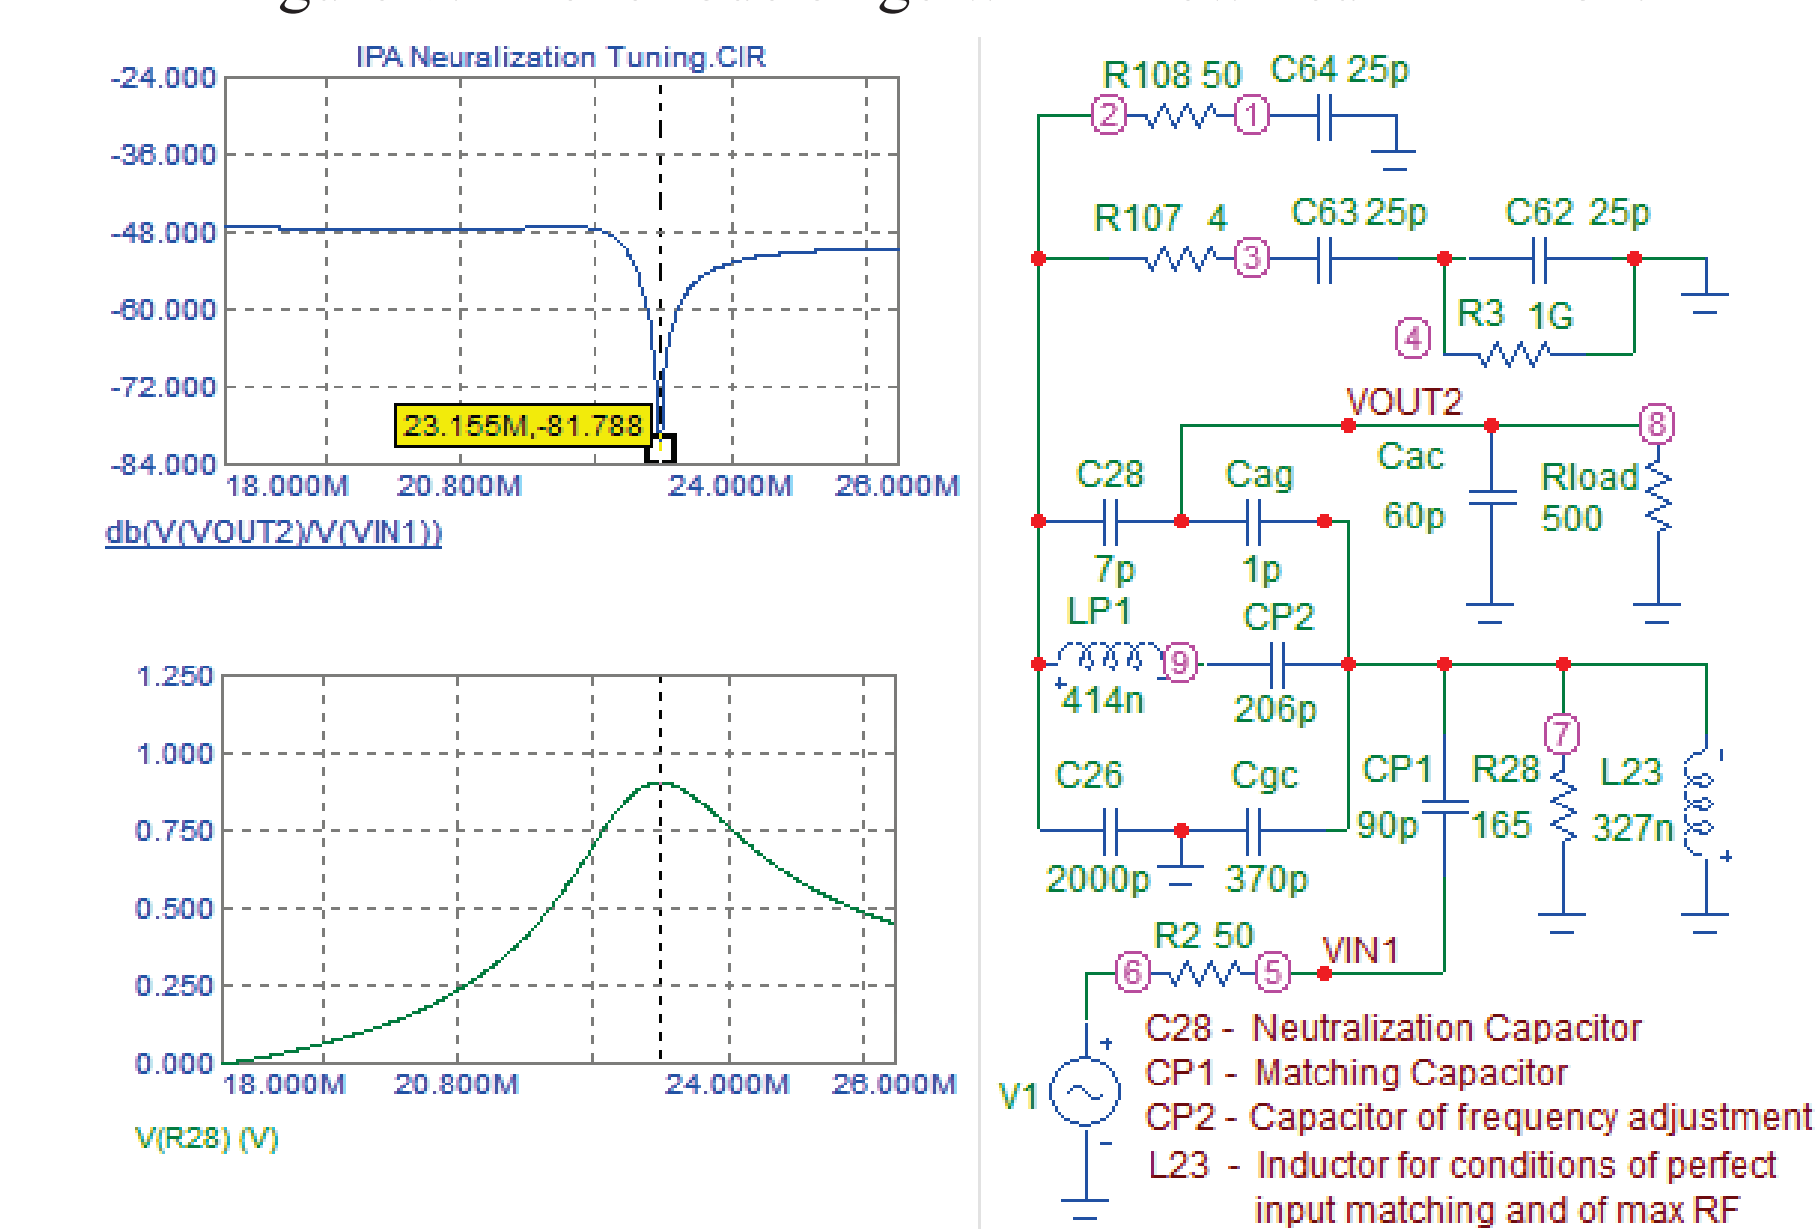 IPA Neuralization Tuning.CIR
-24.000
-36.000
-48.000
-60.000
-72.000
-84.000
23.155M,-81.788
18.000M 20.800M 24.000M 26.000M
db(V(VOUT2)/V(VIN1))
1.250
1.000
0.750
0.500
0.250
0.000
18.000M 20.800M 24.000M 26.000M
V(R28) (V)
R108 50 C64 25p
2 1
R107 4 C63 25p C62 25p
3
R3 1G
4
VOUT2
8
C28 Cag Cac Rload
60p 500
7p 1p
LP1 CP2
9
414n 206p
7
C26 Cgc CP1 R28 L23
90p 165 327n
2000p 370p
R2 50 VIN1
6 5
V1
+
-
C28 - Neutralization Capacitor
CP1 - Matching Capacitor
CP2 - Capacitor of frequency adjustment
L23 - Inductor for conditions of perfect
input matching and of max RF